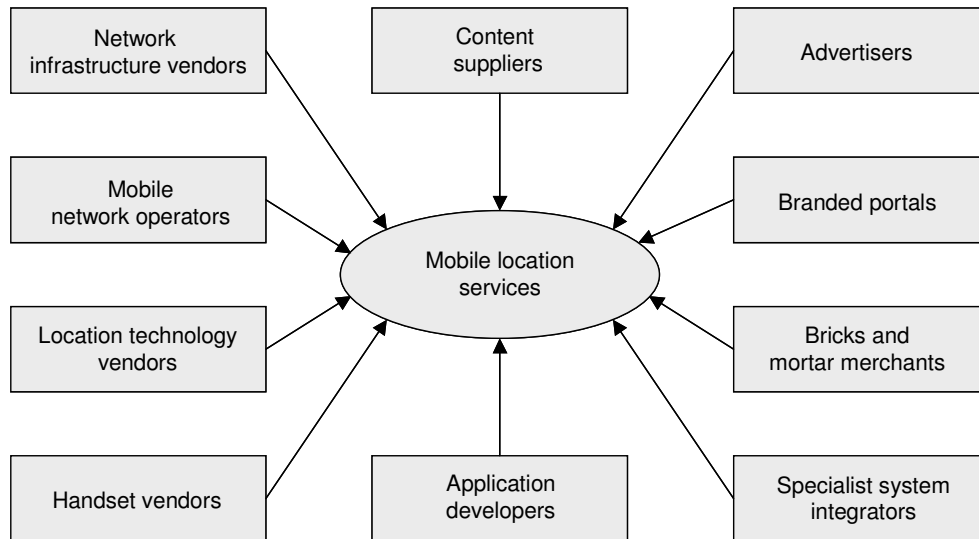 Network
infrastructure vendors
Content
suppliers
Advertisers
Mobile
network operators
Branded portals
Mobile location
services
Location technology
vendors
Bricks and
mortar merchants
Handset vendors
Application
developers
Specialist system
integrators